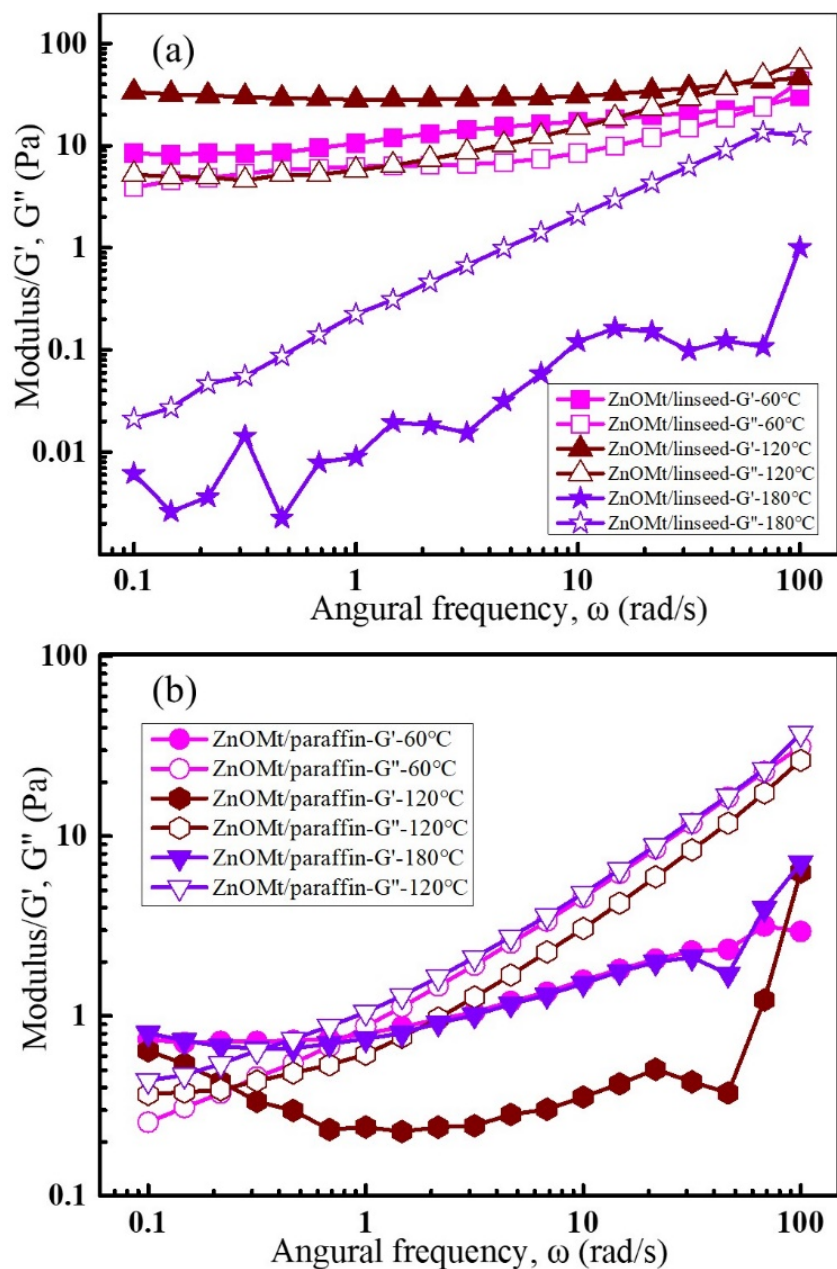 (a)
100
10
1
0.1
0.01
Modulus/G', G" (Pa)
ZnOMt/linseed-G'-60℃
ZnOMt/linseed-G"-60℃
ZnOMt/linseed-G'-120℃
ZnOMt/linseed-G"-120℃
ZnOMt/linseed-G'-180℃
ZnOMt/linseed-G"-180℃
0.1 1 10 100
Angural frequency, ω (rad/s)
(b)
100
10
1
0.1
Modulus/G', G" (Pa)
ZnOMt/paraffin-G'-60℃
ZnOMt/paraffin-G"-60℃
ZnOMt/paraffin-G'-120℃
ZnOMt/paraffin-G"-120℃
ZnOMt/paraffin-G'-180℃
ZnOMt/paraffin-G"-120℃
0.1 1 10 100
Angural frequency, ω (rad/s)